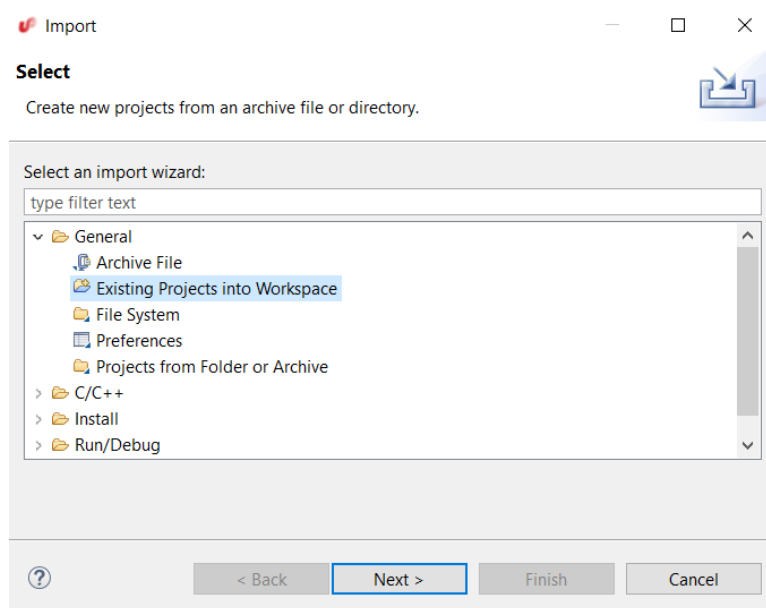 Import
Select
Create new projects from an archive file or directory.
Select an import wizard:
type filter text
General
Archive File
Existing Projects into Workspace
File System
Preferences
Projects from Folder or Archive
C/C++
Install
Run/Debug
? < Back Next > Finish Cancel